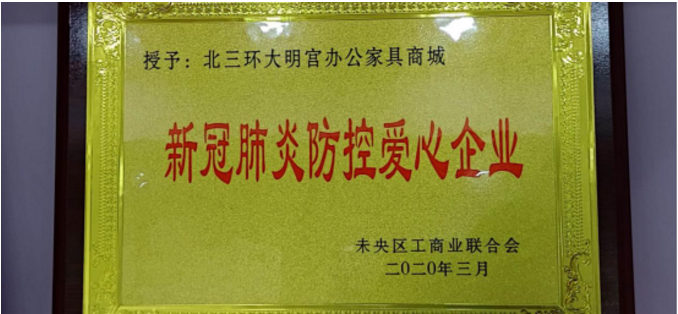 授予：北三环大明宫办公家具商城
新冠肺炎防控爱心企业
未央区工商业联合会
二〇二〇年三月